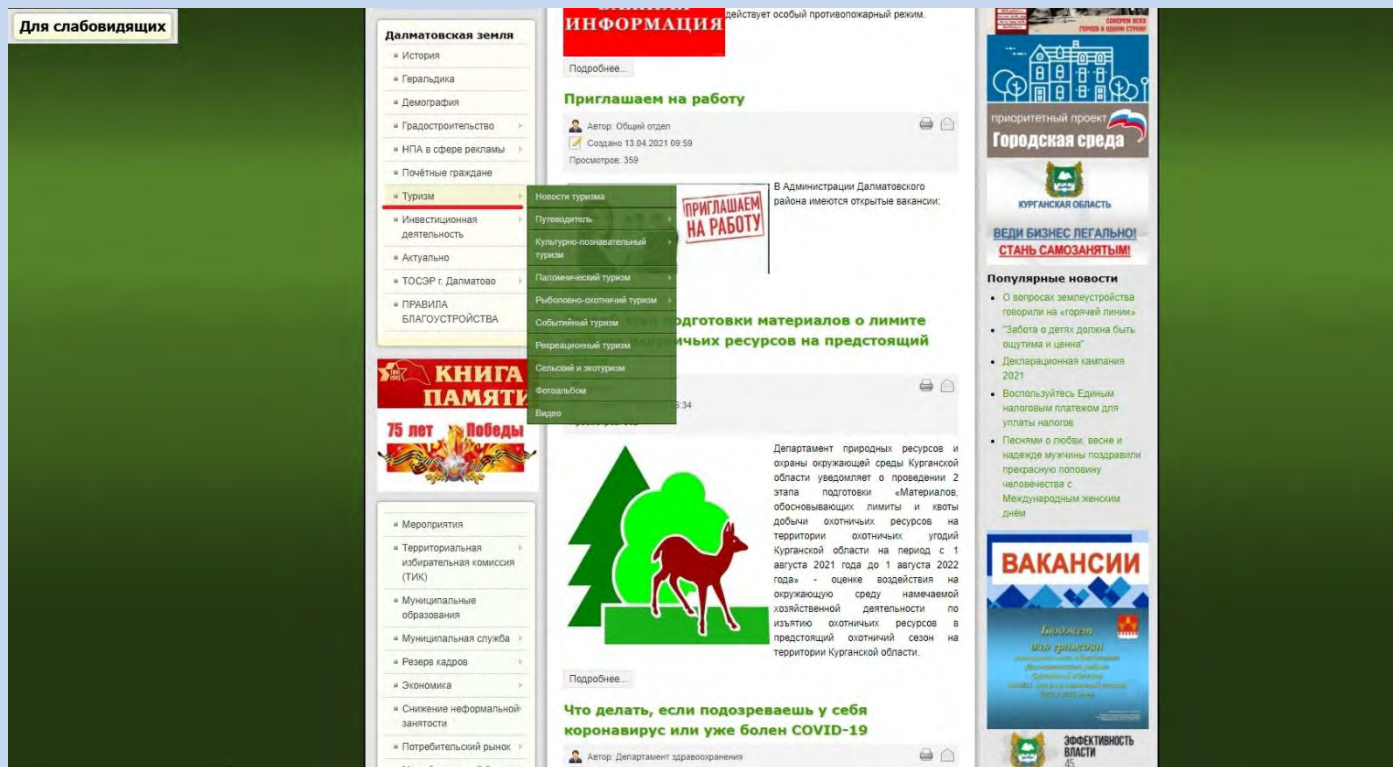 Для слабовидящих
Далматовская земля
История
Геральдика
Демография
Градостроительство
НПА в сфере рекламы
Почётные граждане
Туризм
Инвестиционная
деятельность
Актуально
ТОСЭР г. Далматово
ПРАВИЛА
БЛАГОУСТРОЙСТВА
Новости туризма
Путеводитель
Культурно-познавательный
туризм
Паломнический туризм
Рыболовно-охотничий туризм
Событийный туризм
Рекреационный туризм
Сельский и экотуризм
Фотоальбом
Видео
КНИГА
ПАМЯТИ
75 лет Победы
Мероприятия
Территориальная
избирательная комиссия
(ТИК)
Муниципальные
образования
Муниципальная служба
Резерв кадров
Экономика
Снижение неформальной
занятости
Потребительский рынок
ИНФОРМАЦИЯ
действует особый противопожарный режим.
Подробнее...
Приглашаем на работу
Автор: Общий отдел
Создано 13.04.2021 09:59
Просмотров: 359
ПРИГЛАШАЕМ
НА РАБОТУ
В Администрации Далматовского
района имеются открытые вакансии:
подготовки материалов о лимите
ресурсов на предстоящий
Департамент природных ресурсов и
охраны окружающей среды Курганской
области уведомляет о проведении 2
этапа подготовки «Материалов,
обосновывающих лимиты и квоты
добычи охотничьих ресурсов на
территории охотничьих угодий
Курганской области на период с 1
августа 2021 года до 1 августа 2022
года» - оценке воздействия на
окружающую среду намечаемой
хозяйственной деятельности по
изъятию охотничьих ресурсов в
предстоящий охотничий сезон на
территории Курганской области.
Подробнее...
Что делать, если подозреваешь у себя
коронавирус или уже болен COVID-19
Автор: Департамент здравоохранения
СОБЕРЕМ ВСЕХ
ГЕРОЕВ В ОДНОМ СТРОЮ!
приоритетный проект
Городская среда
КУРГАНСКАЯ ОБЛАСТЬ
ВЕДИ БИЗНЕС ЛЕГАЛЬНО!
СТАНЬ САМОЗАНЯТЫМ!
Популярные новости
О вопросах землеустройства
говорили на «горячей линии»
"Забота о детях должна быть
ощутима и ценна"
Декларационная кампания
2021
Воспользуйтесь Единым
налоговым платежом для
уплаты налогов
Песнями о любви, весне и
надежде мужчины поздравили
прекрасную половину
человечества с
Международным женским
днём
ВАКАНСИИ
Бюджет
для граждан
ЭФФЕКТИВНОСТЬ
ВЛАСТИ
45